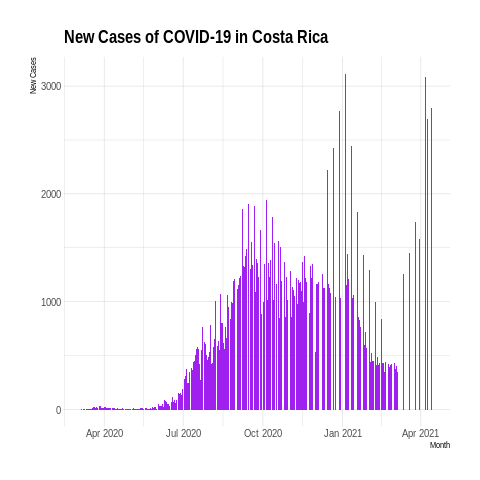 New Cases of COVID-19 in Costa Rica
New Cases
3000
2000
1000
0
Apr 2020 Jul 2020 Oct 2020 Jan 2021 Apr 2021
Month